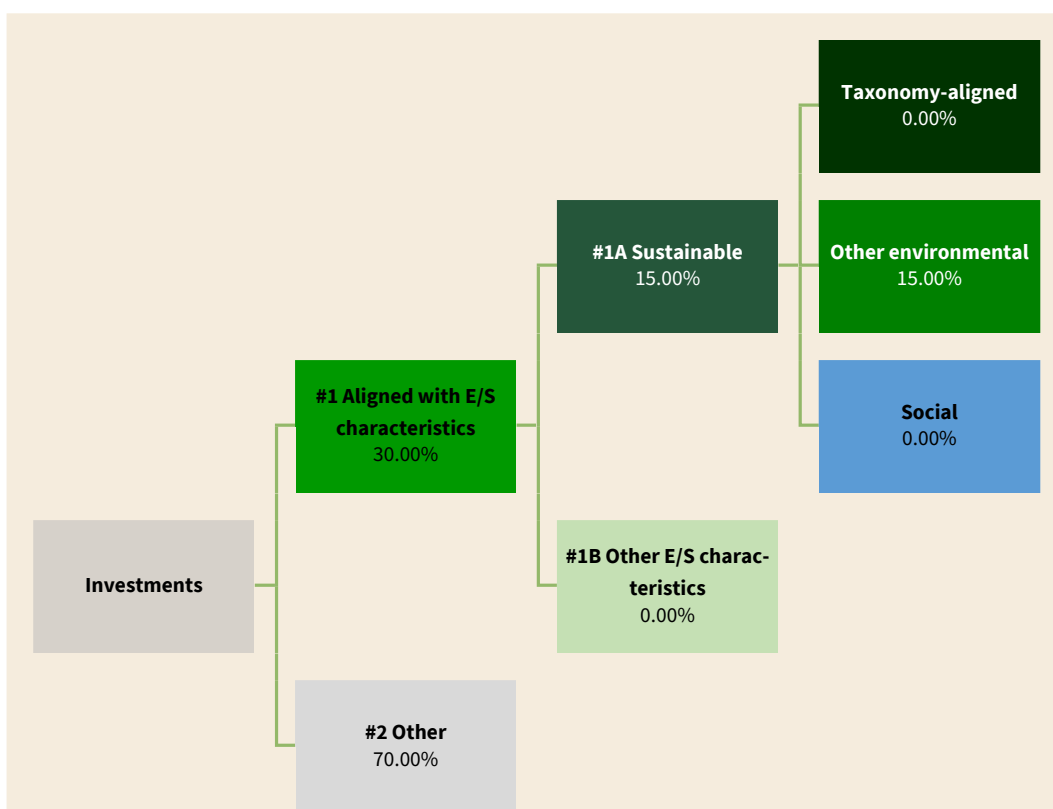 Taxonomy-aligned
0.00%
#1A Sustainable
15.00%
Other environmental
15.00%
#1 Aligned with E/S
characteristics
30.00%
Social
0.00%
Investments
#1B Other E/S charac-
teristics
0.00%
#2 Other
70.00%